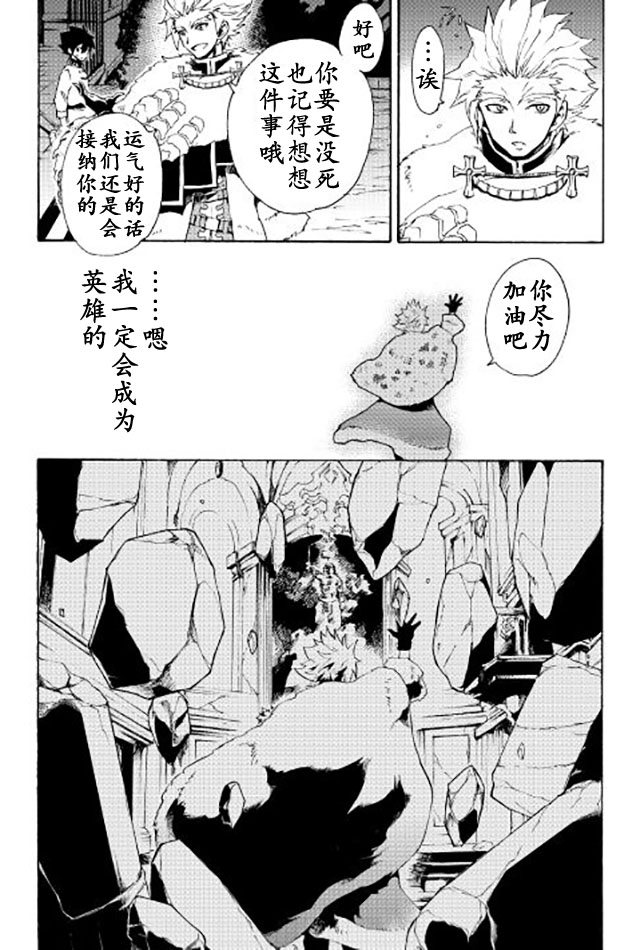 …诶
好吧
你要是没死
也记得想想
这件事哦
运气好的话
我们还是会
接纳你的
你尽力
加油吧
……嗯
我一定会成为
英雄的